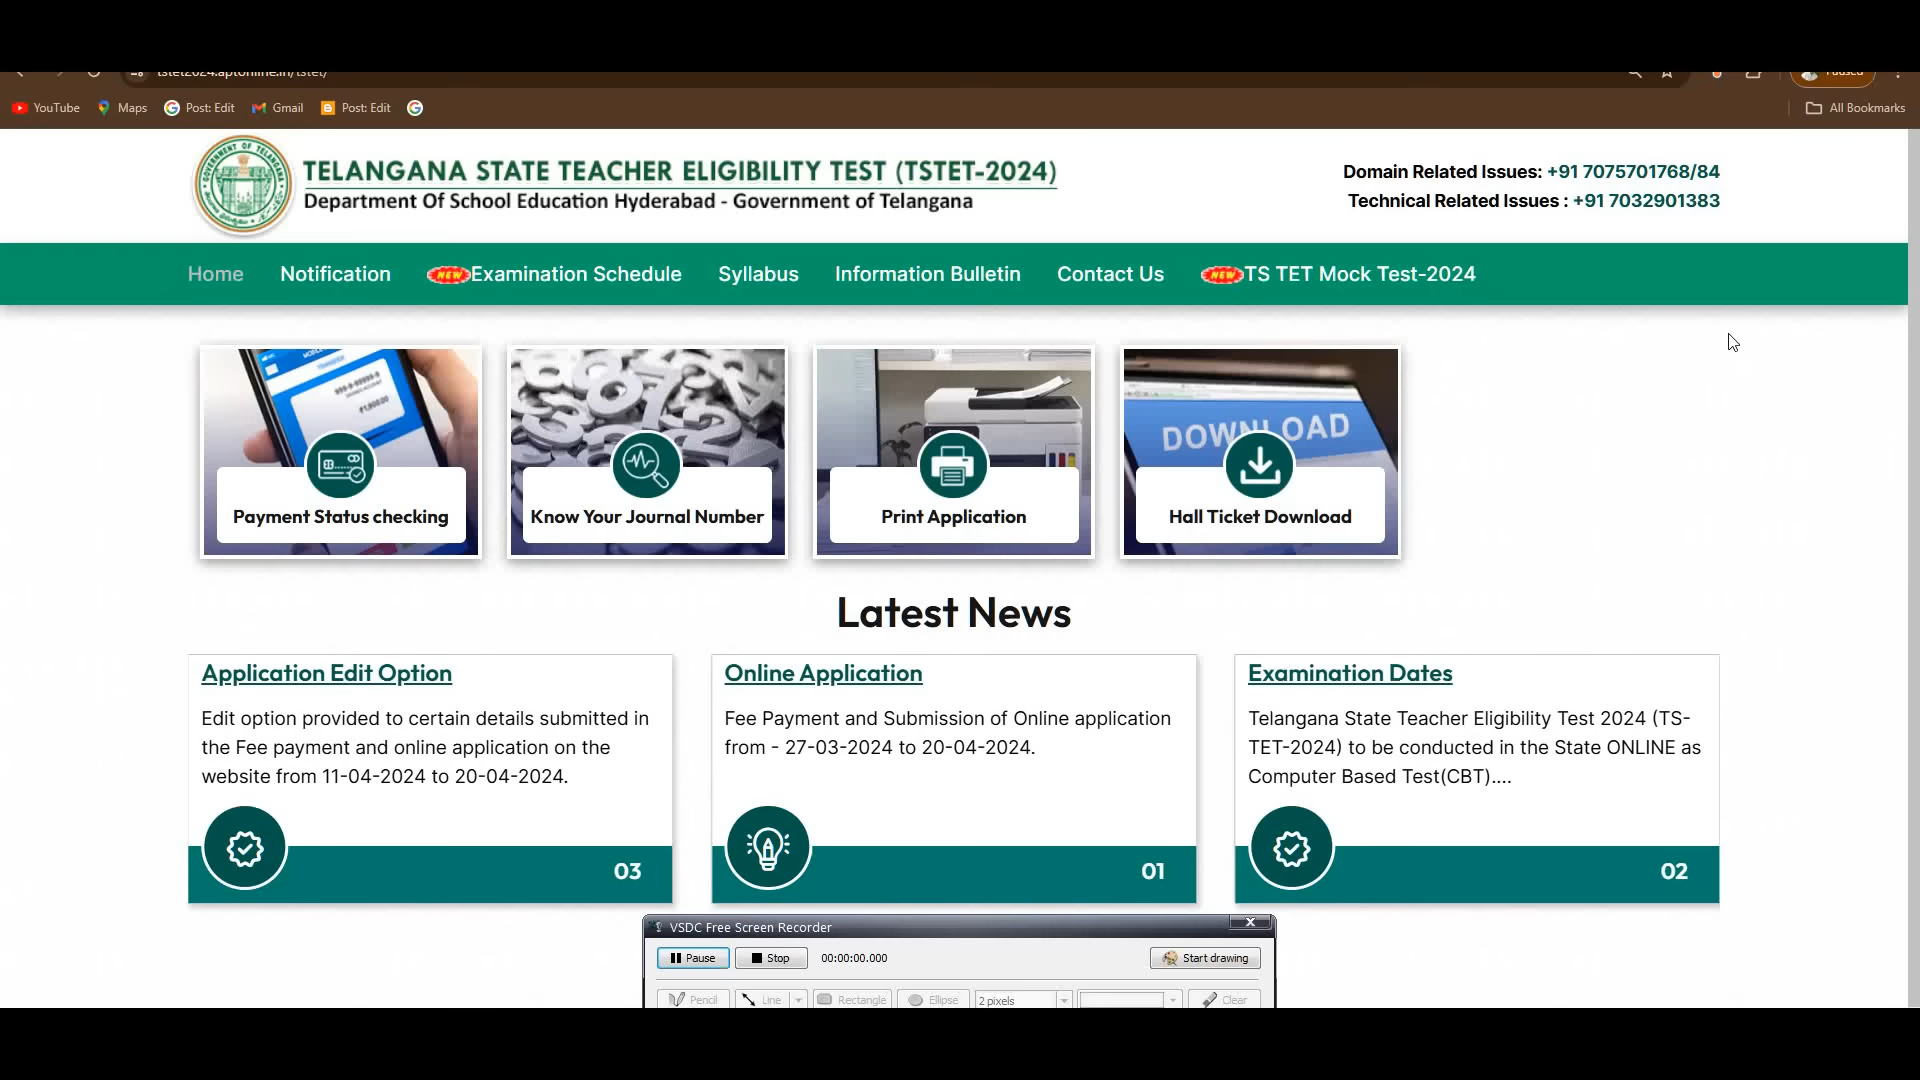 tstet2024.aptonline.in/tstet/
Paused
YouTube
Maps
Post: Edit
Gmail
Post: Edit
All Bookmarks
TELANGANA STATE TEACHER ELIGIBILITY TEST (TSTET-2024)
Department Of School Education Hyderabad - Government of Telangana
Domain Related Issues: +91 7075701768/84
Technical Related Issues : +91 7032901383
Home
Notification
NEW Examination Schedule
Syllabus
Information Bulletin
Contact Us
NEW TS TET Mock Test-2024
DOWNLOAD
Payment Status checking
Know Your Journal Number
Print Application
Hall Ticket Download
Latest News
Application Edit Option
Edit option provided to certain details submitted in
the Fee payment and online application on the
website from 11-04-2024 to 20-04-2024.
03
Online Application
Fee Payment and Submission of Online application
from - 27-03-2024 to 20-04-2024.
01
Examination Dates
Telangana State Teacher Eligibility Test 2024 (TS-
TET-2024) to be conducted in the State ONLINE as
Computer Based Test(CBT)....
02
VSDC Free Screen Recorder
Pause
Stop
00:00:00.000
Start drawing
Pencil
Line
Rectangle
Ellipse
2 pixels
Clear